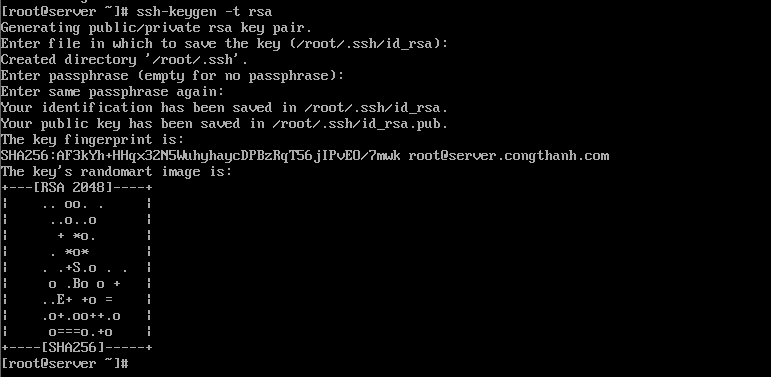 [root@server ~]# ssh-keygen -t rsa
Generating public/private rsa key pair.
Enter file in which to save the key (/root/.ssh/id_rsa):
Created directory '/root/.ssh'.
Enter passphrase (empty for no passphrase):
Enter same passphrase again:
Your identification has been saved in /root/.ssh/id_rsa.
Your public key has been saved in /root/.ssh/id_rsa.pub.
The key fingerprint is:
SHA256:AF3kYh+HHqx32N5WuhyhaycDPBzRqT56jIPvEO/7mwk root@server.congthanh.com
The key's randomart image is:
+---[RSA 2048]----+
|    .. oo. .     |
|     ..o..o      |
|      + *o.      |
|     . *o*       |
|    . .+S.o . .  |
|     o .Bo o +   |
|    ..E+ +o =    |
|    .o+.oo++.o   |
|     o===o.+o    |
+----[SHA256]-----+
[root@server ~]#